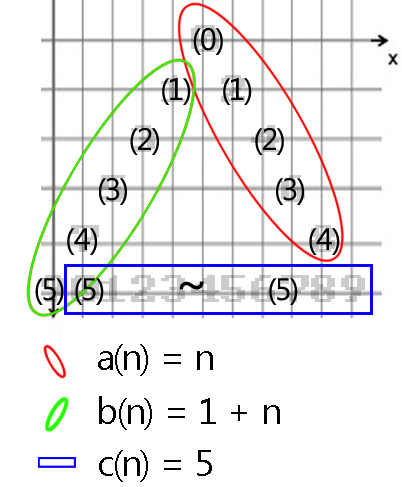 (0)
x
(1) (1)
(2) (2)
(3) (3)
(4) (4)
(5) (5) ~ (5)
a(n) = n
b(n) = 1 + n
c(n) = 5